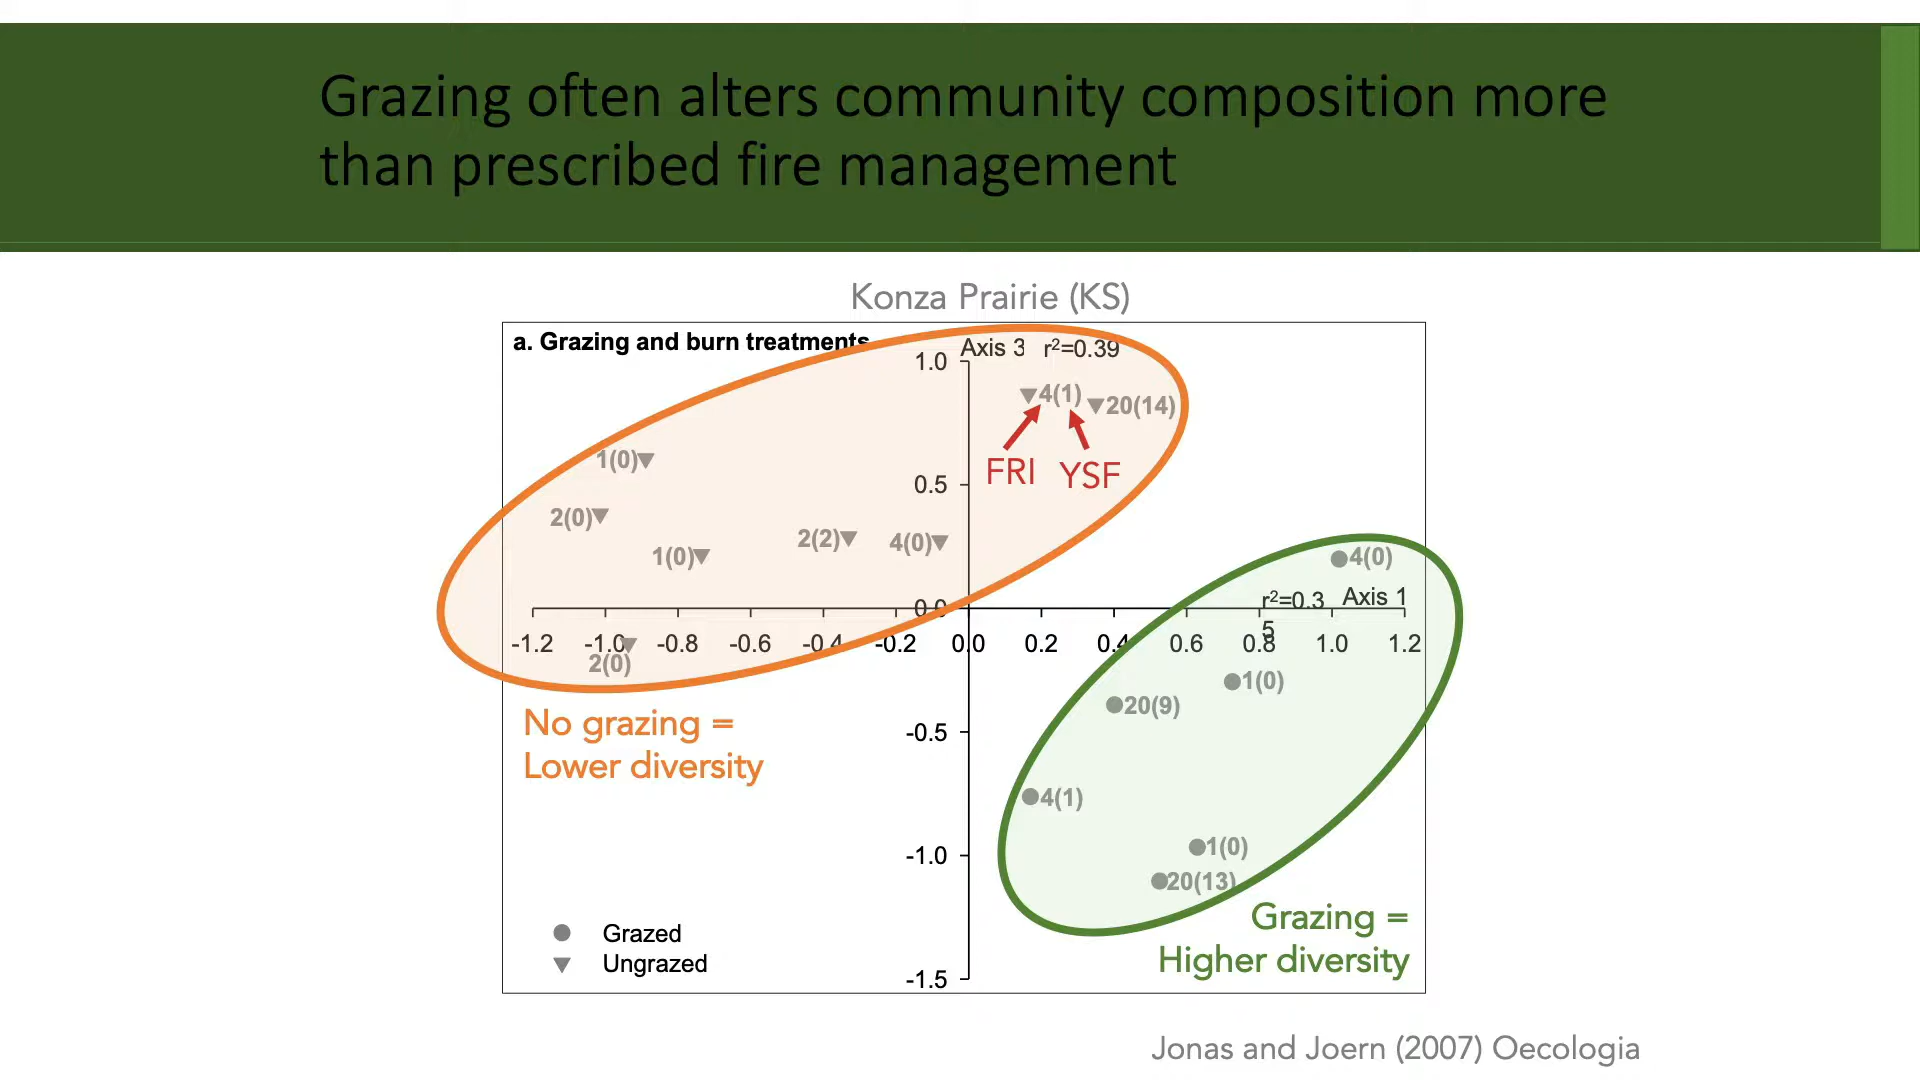 Grazing often alters community composition more
than prescribed fire management
Konza Prairie (KS)
a. Grazing and burn treatments
Axis 3 r²=0.39
1.0
4(1)
20(14)
FRI YSF
1(0)
0.5
2(0)
2(2)
4(0)
1(0)
4(0)
r²=0.3
5
Axis 1
0.0
-1.2 -1.0 -0.8 -0.6 -0.4 -0.2 0.0 0.2 0.4 0.6 0.8 1.0 1.2
2(0)
1(0)
20(9)
No grazing =
Lower diversity
-0.5
4(1)
1(0)
-1.0
20(13)
Grazing =
Higher diversity
Grazed
Ungrazed
-1.5
Jonas and Joern (2007) Oecologia